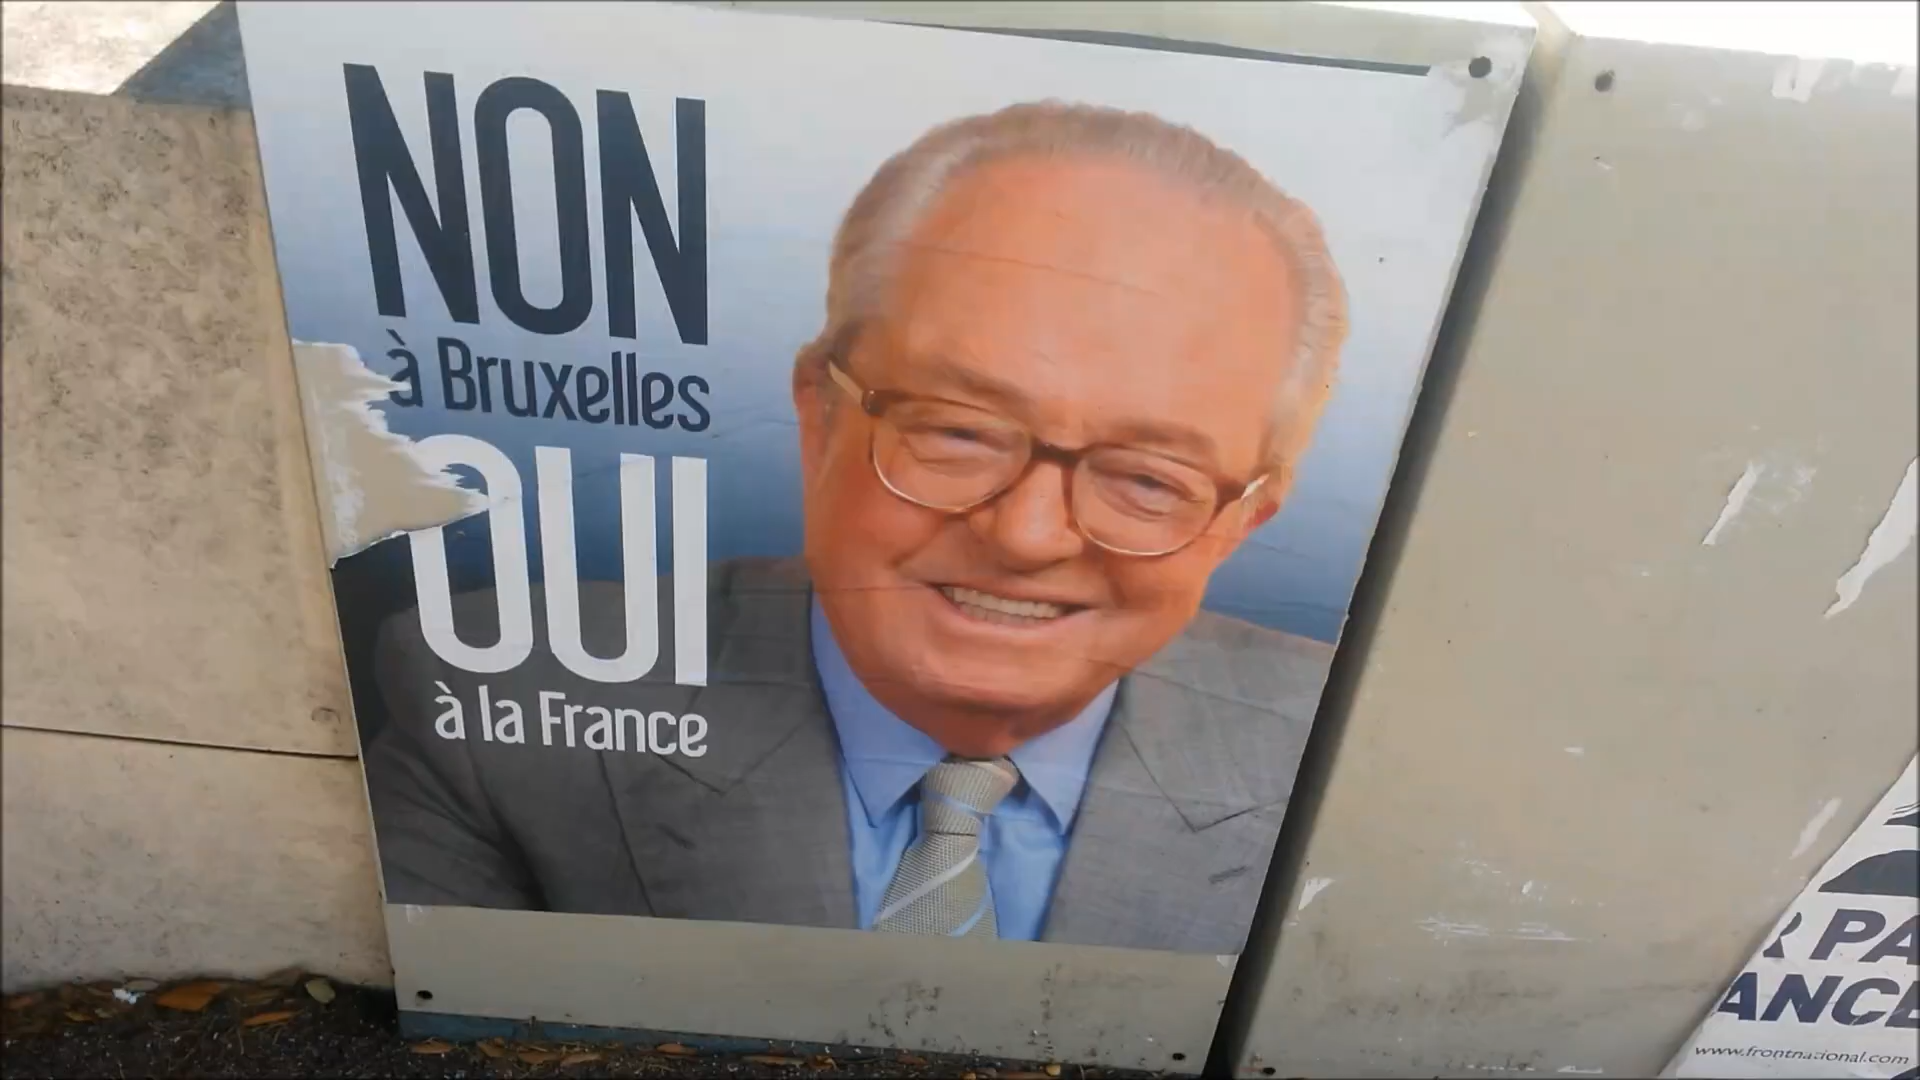 NON
à Bruxelles
OUI
à la France
R PA
ANCE
www.frontnational.com